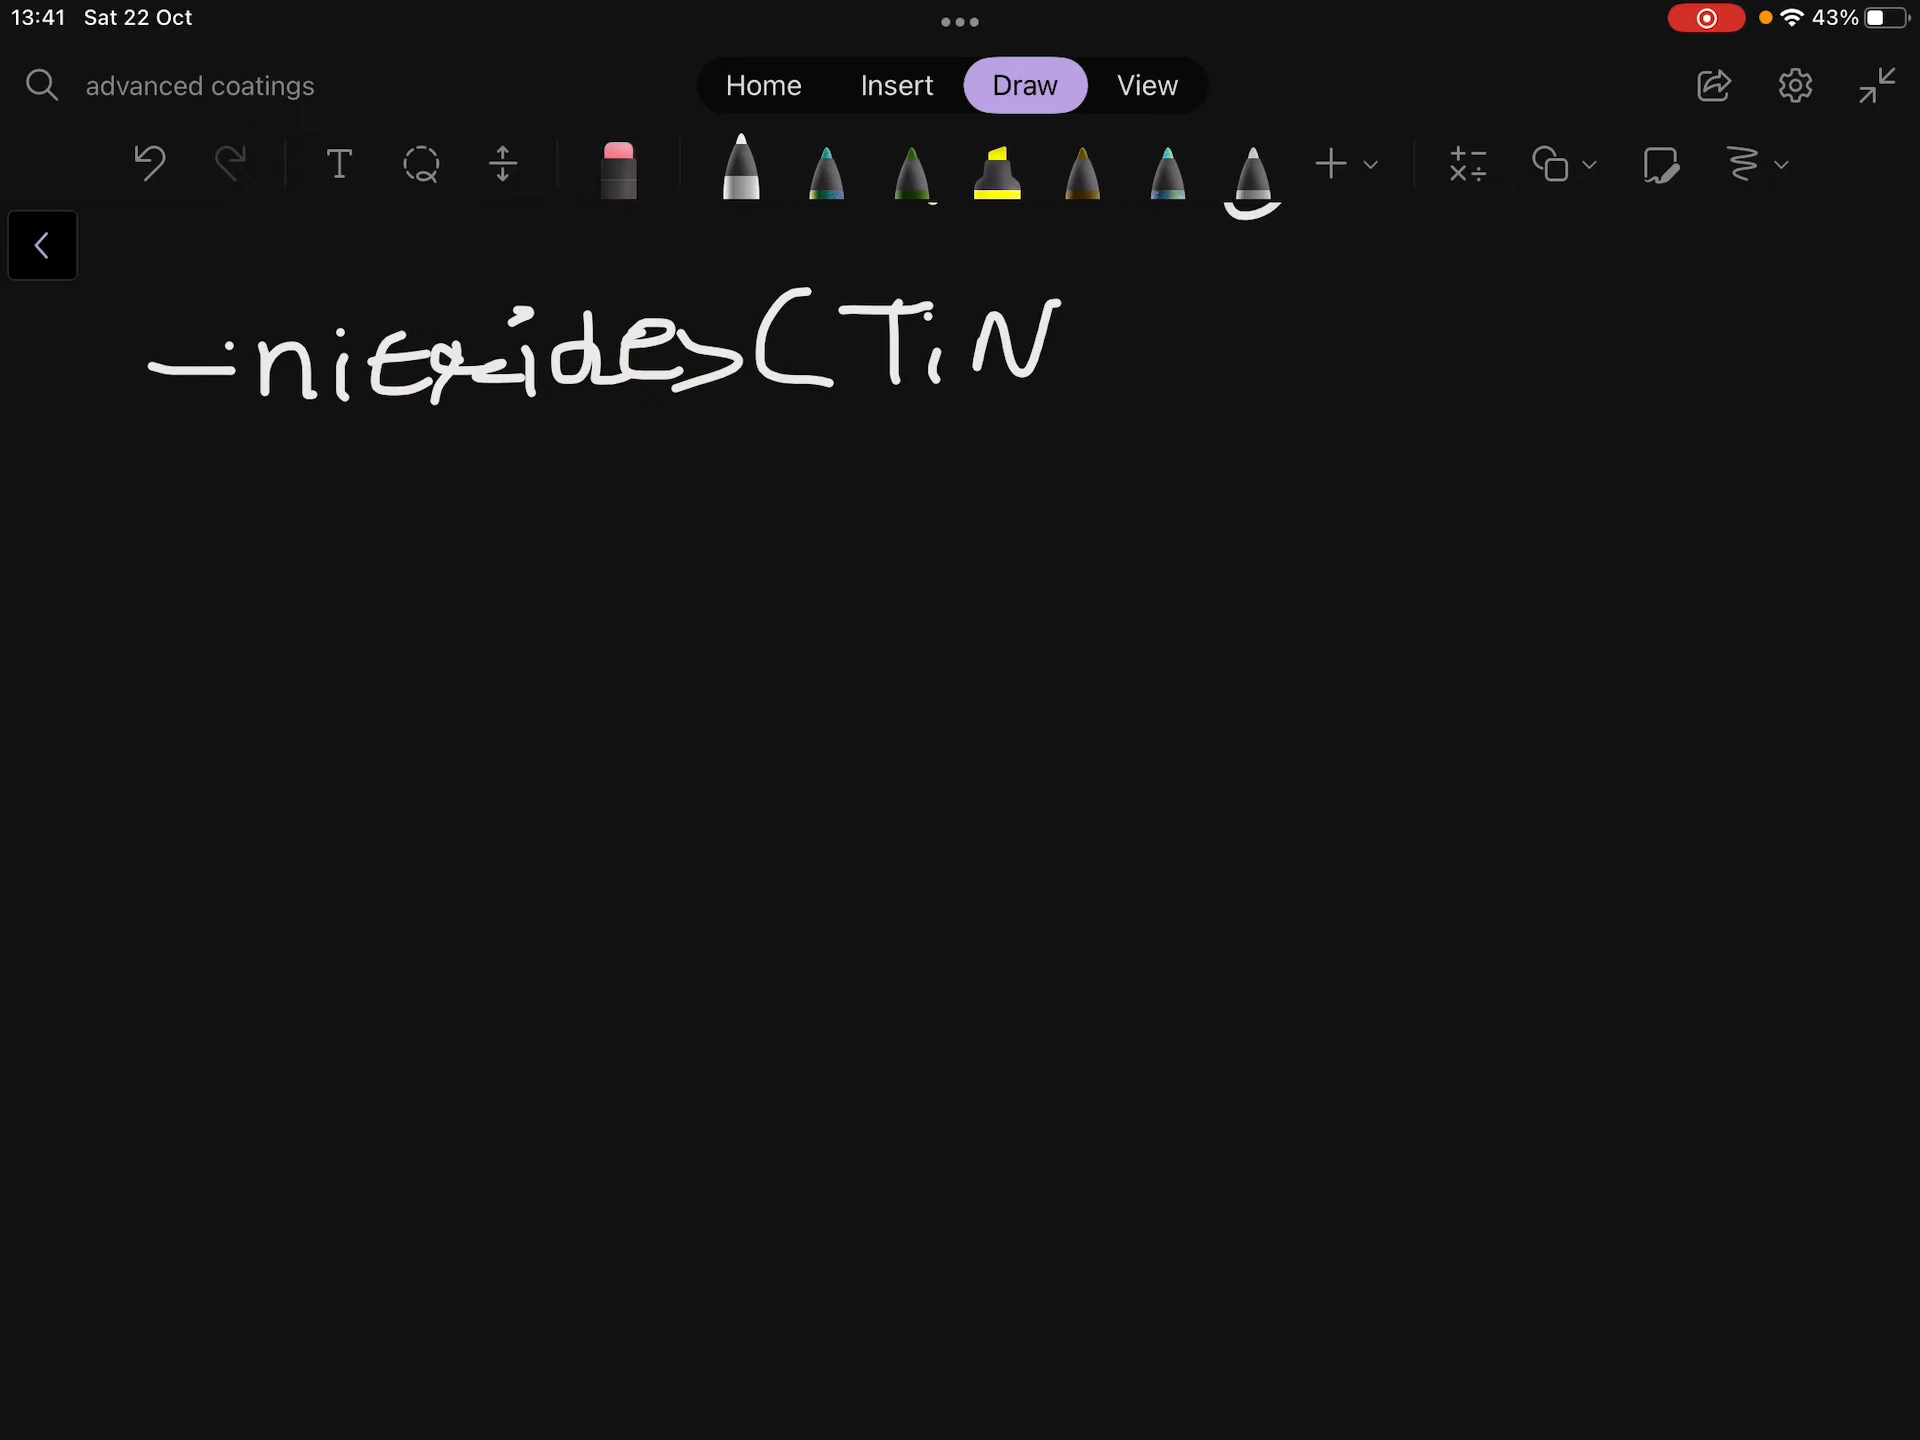 13:41 Sat 22 Oct 43%
advanced coatings Home Insert Draw View
T
- nitrides (TiN